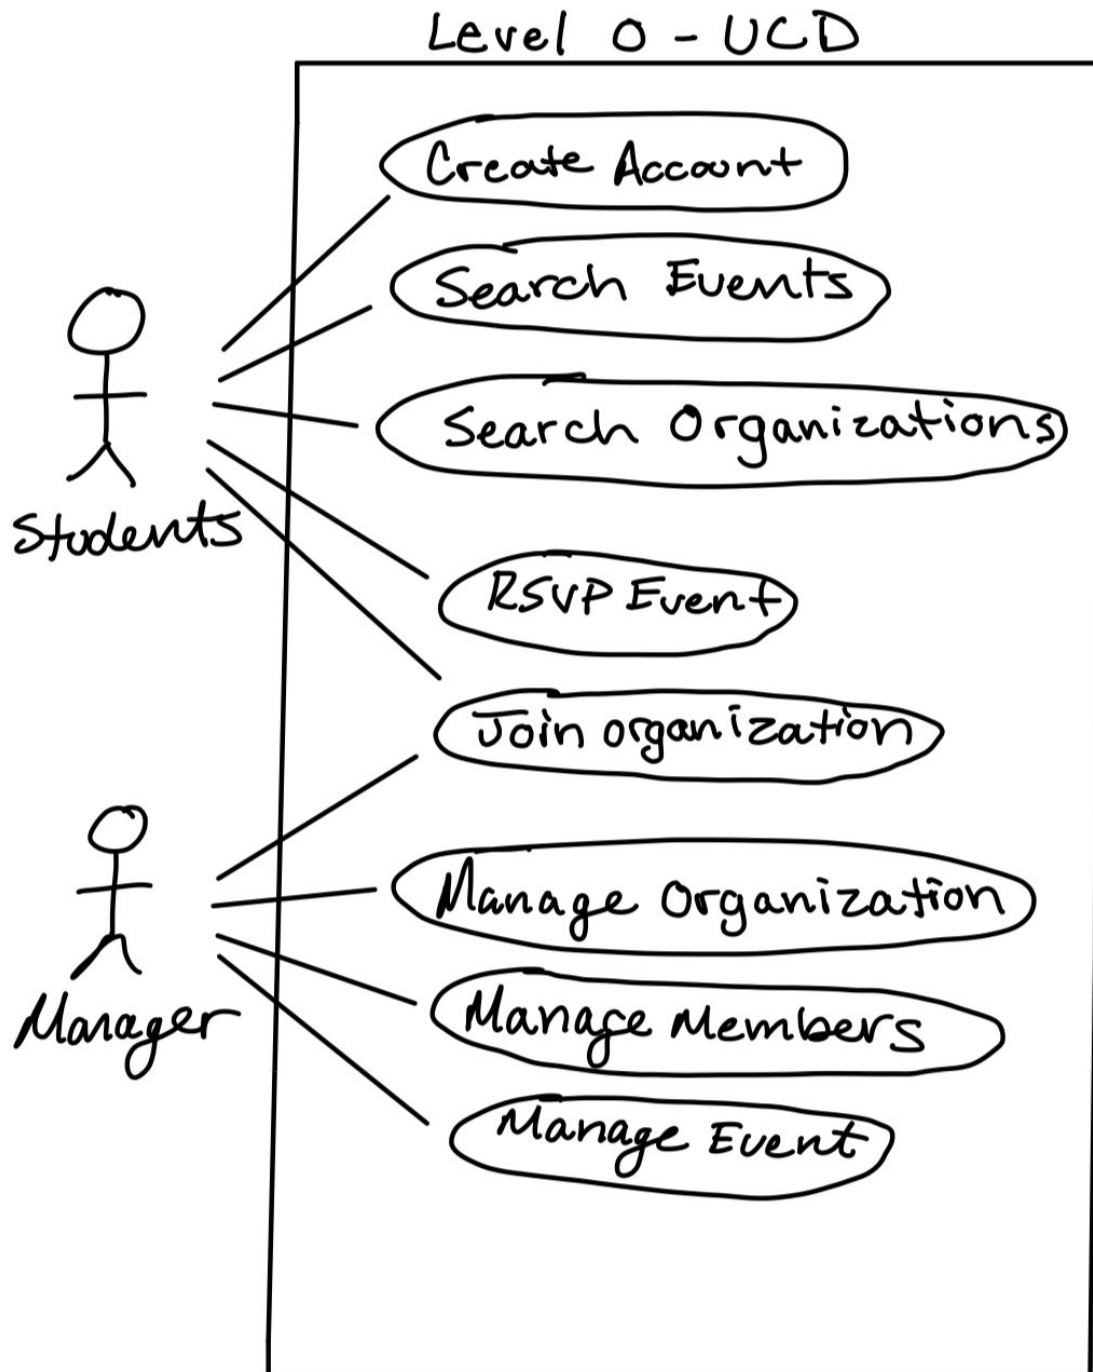 Level 0 - UCD
Create Account
Search Events
Search Organizations
Students
RSVP Event
Join organization
Manage Organization
Manager
Manage Members
Manage Event